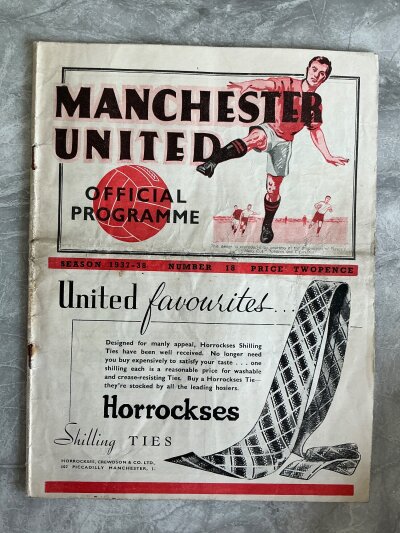 MANCHESTER
UNITED
OFFICIAL
PROGRAMME
SEASON 1937-38 NUMBER 18 PRICE TWOPENCE
United favourites...
Designed for manly appeal, Horrockses Shilling
Ties have been well received. No longer need
you buy expensively to satisfy your taste .... one
shilling each is a reasonable price for washable
and crease-resisting Ties. Buy a Horrockses Tie—
they're stocked by all the leading hosiers.
Horrockses
Shilling TIES
HORROCKSES, CREWDSON & CO. LTD.,
107 PICCADILLY MANCHESTER, 1.